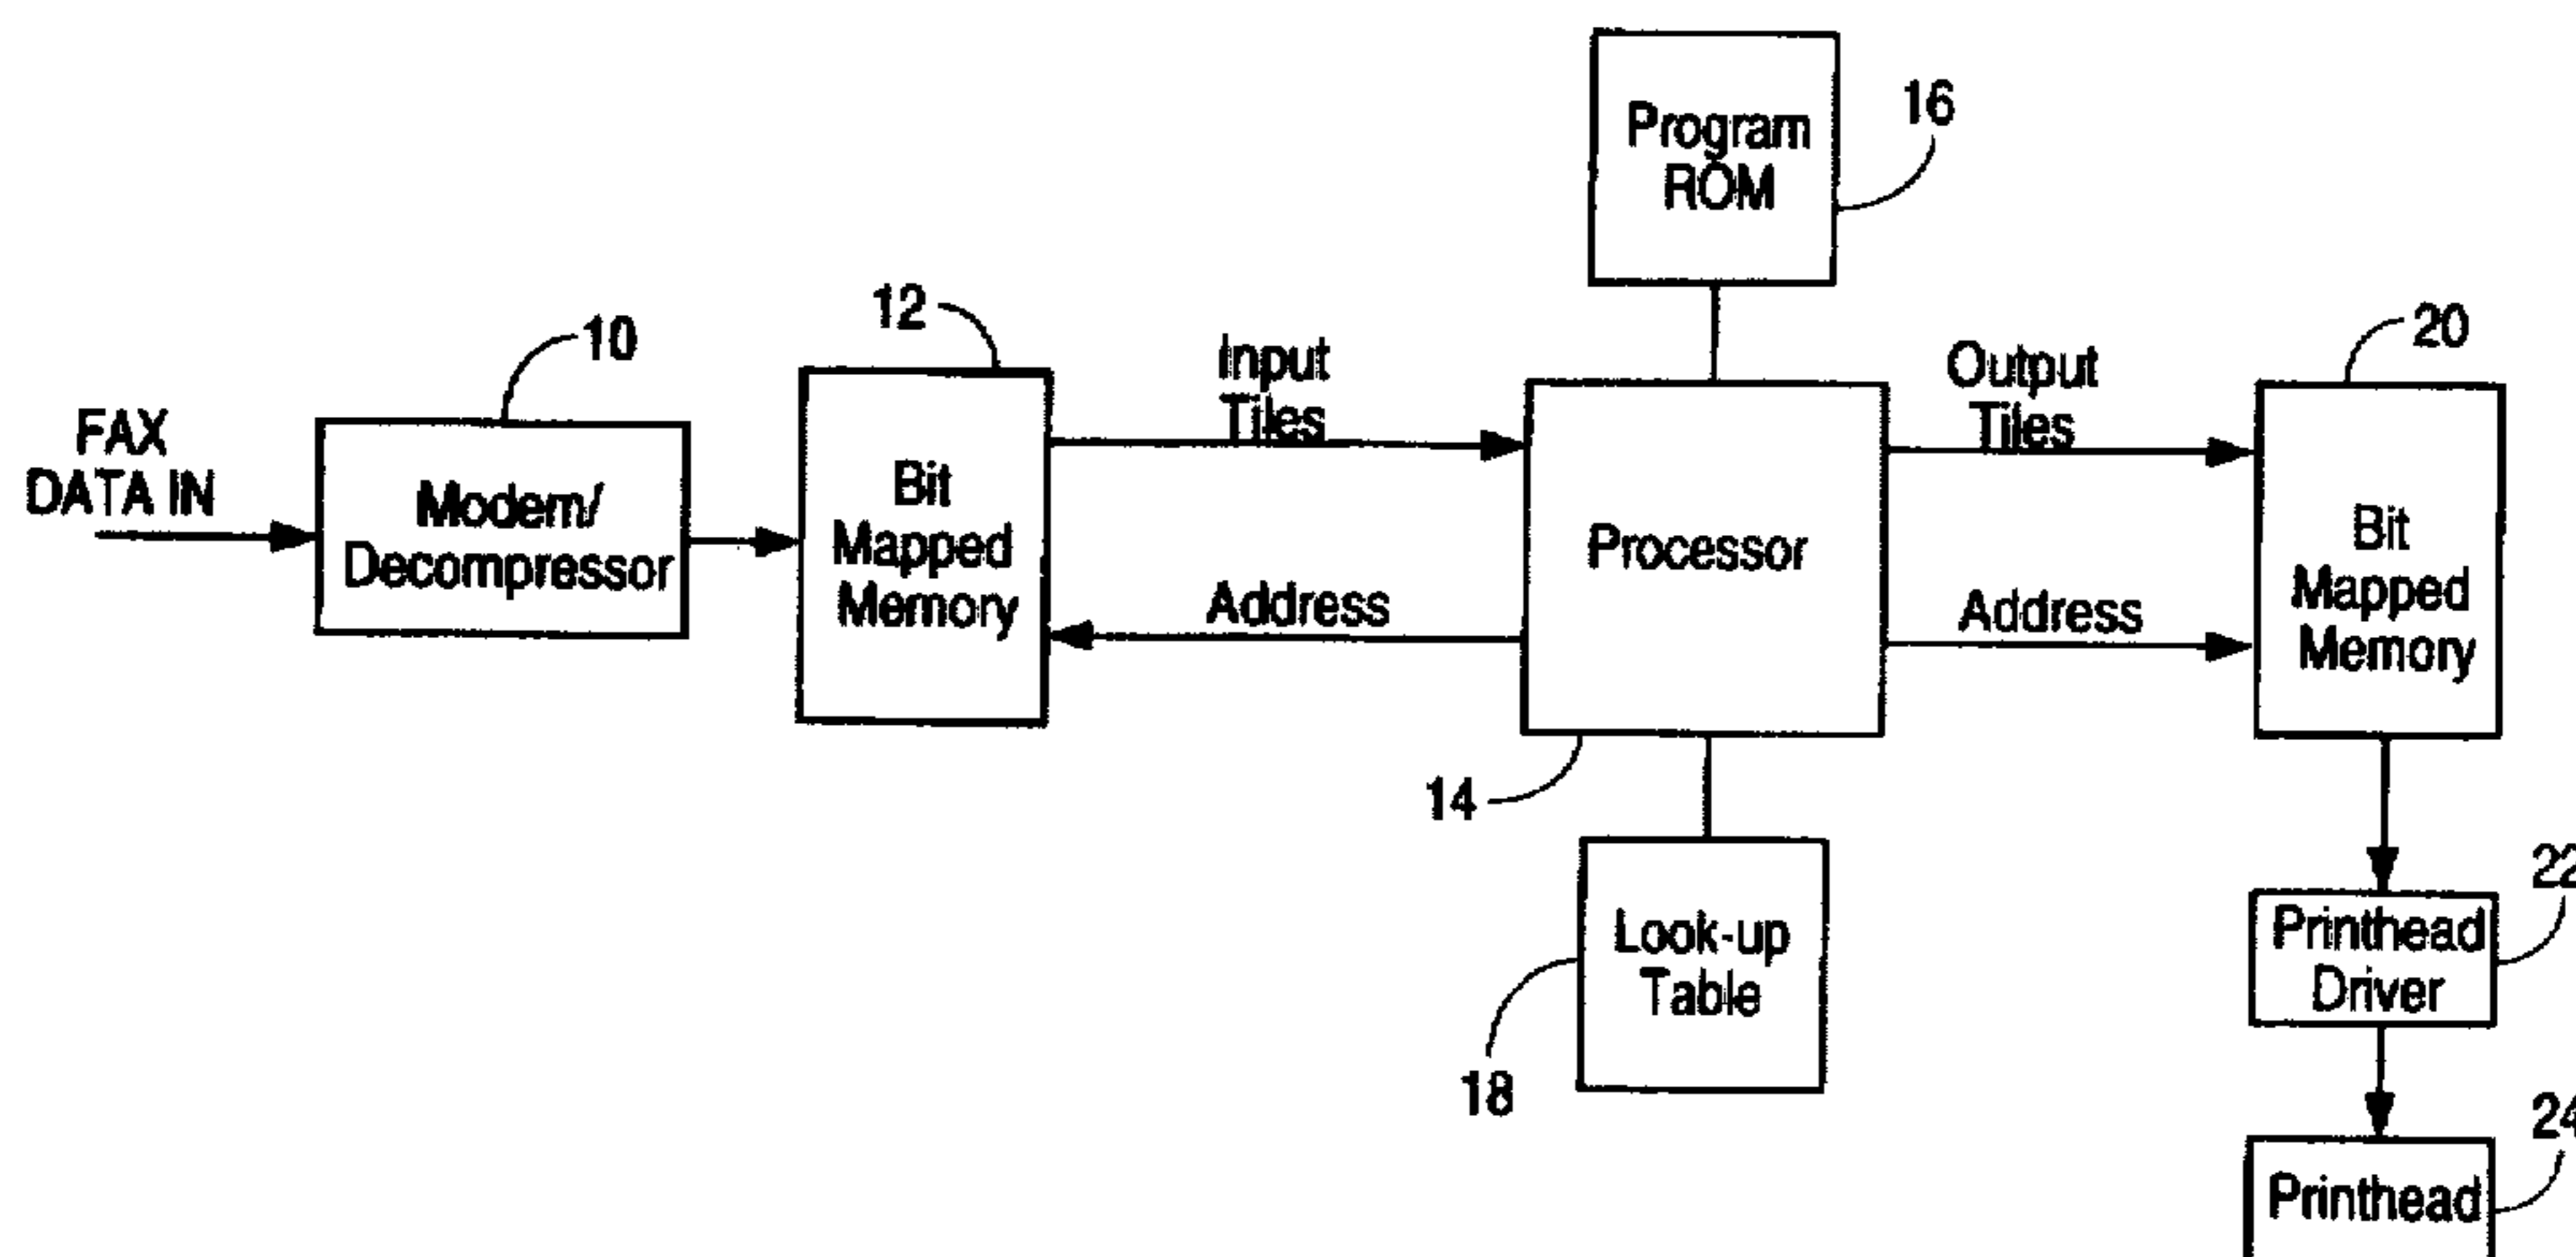 Program
ROM
16
12
10
Input
Tiles
Output
Tiles
20
FAX
DATA IN
Modem/
Decompressor
Bit
Mapped
Memory
Processor
Bit
Mapped
Memory
Address
Address
14
Look-up
Table
18
22
Printhead
Driver
24
Printhead